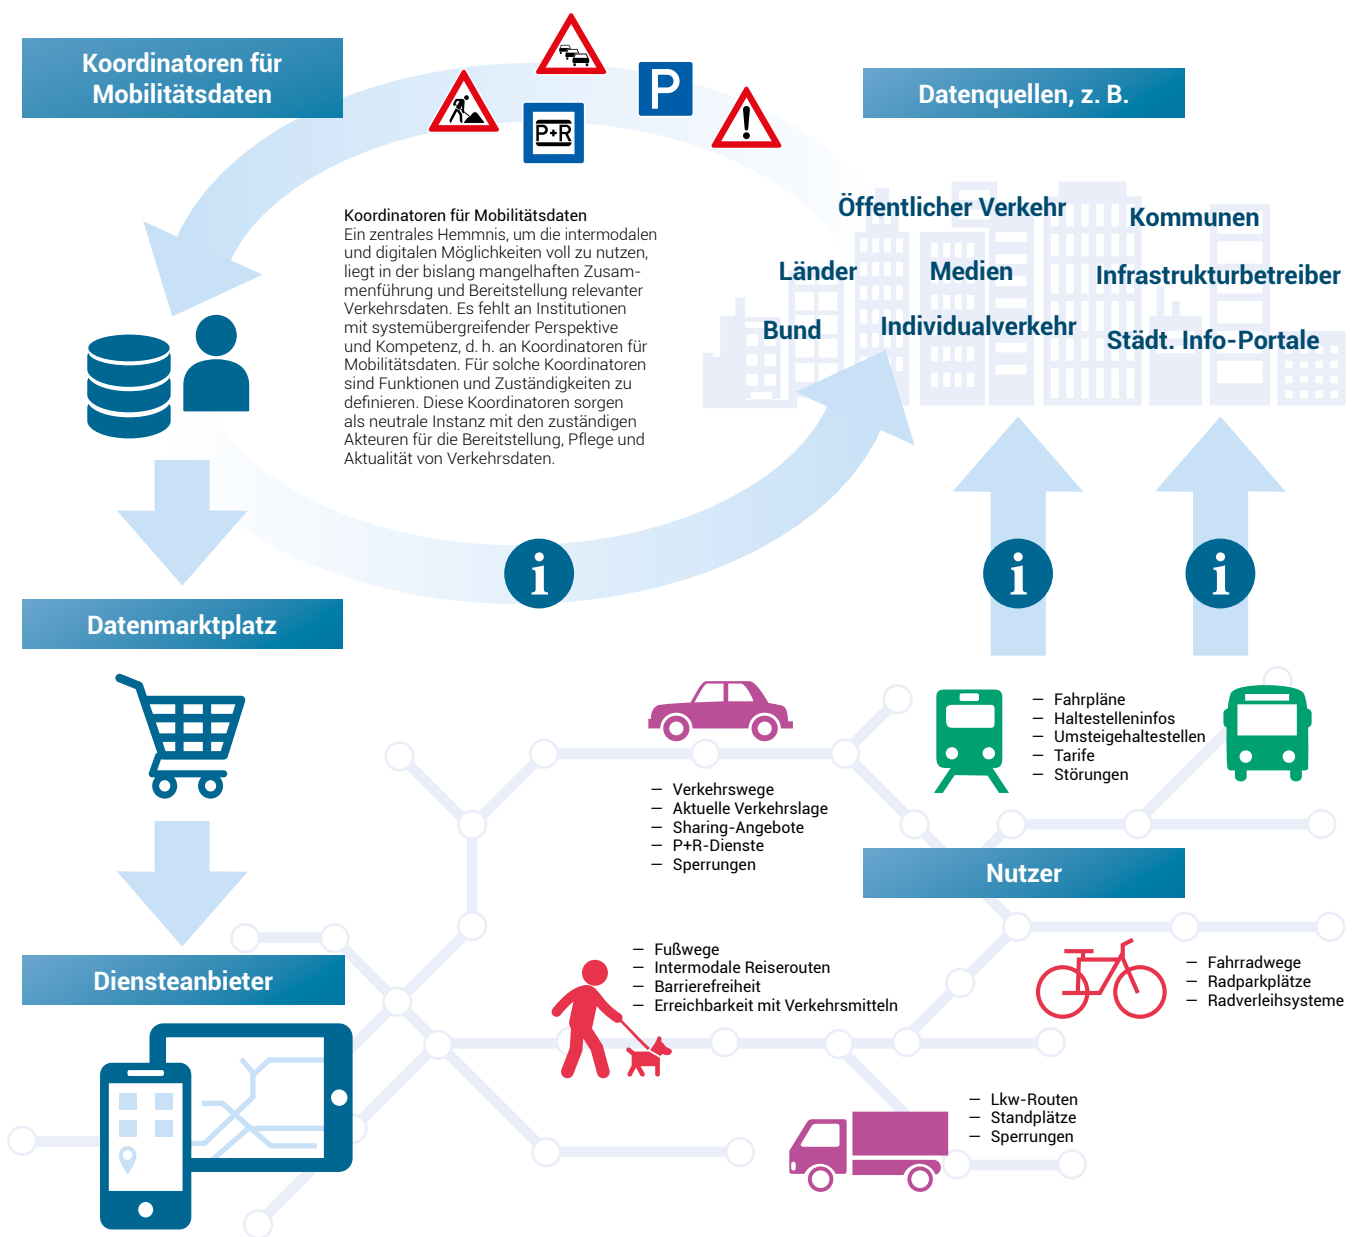 Koordinatoren für
Mobilitätsdaten
P
P+R
Datenquellen, z. B.
Koordinatoren für Mobilitätsdaten
Ein zentrales Hemmnis, um die intermodalen
und digitalen Möglichkeiten voll zu nutzen,
liegt in der bislang mangelhaften Zusam-
menführung und Bereitstellung relevanter
Verkehrsdaten. Es fehlt an Institutionen
mit systemübergreifender Perspektive
und Kompetenz, d. h. an Koordinatoren für
Mobilitätsdaten. Für solche Koordinatoren
sind Funktionen und Zuständigkeiten zu
definieren. Diese Koordinatoren sorgen
als neutrale Instanz mit den zuständigen
Akteuren für die Bereitstellung, Pflege und
Aktualität von Verkehrsdaten.
Öffentlicher Verkehr
Kommunen
Länder
Medien
Infrastrukturbetreiber
Bund
Individualverkehr
Städt. Info-Portale
i
i
i
Datenmarktplatz
– Fahrpläne
– Haltestelleninfos
– Umsteigehaltestellen
– Tarife
– Störungen
– Verkehrswege
– Aktuelle Verkehrslage
– Sharing-Angebote
– P+R-Dienste
– Sperrungen
Nutzer
Diensteanbieter
– Fußwege
– Intermodale Reiserouten
– Barrierefreiheit
– Erreichbarkeit mit Verkehrsmitteln
– Fahrradwege
– Radparkplätze
– Radverleihsysteme
– Lkw-Routen
– Standplätze
– Sperrungen